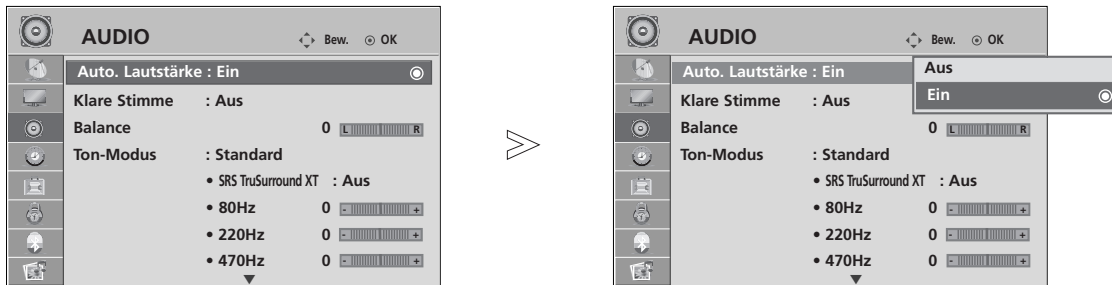 AUDIO Bew. OK
Auto. Lautstärke : Ein
Klare Stimme : Aus
Balance 0 L R
Ton-Modus : Standard
• SRS TruSurround XT : Aus
• 80Hz 0 - +
• 220Hz 0 - +
• 470Hz 0 - +
AUDIO Bew. OK
Auto. Lautstärke : Ein
Aus
Ein
Klare Stimme : Aus
Balance 0 L R
Ton-Modus : Standard
• SRS TruSurround XT : Aus
• 80Hz 0 - +
• 220Hz 0 - +
• 470Hz 0 - +